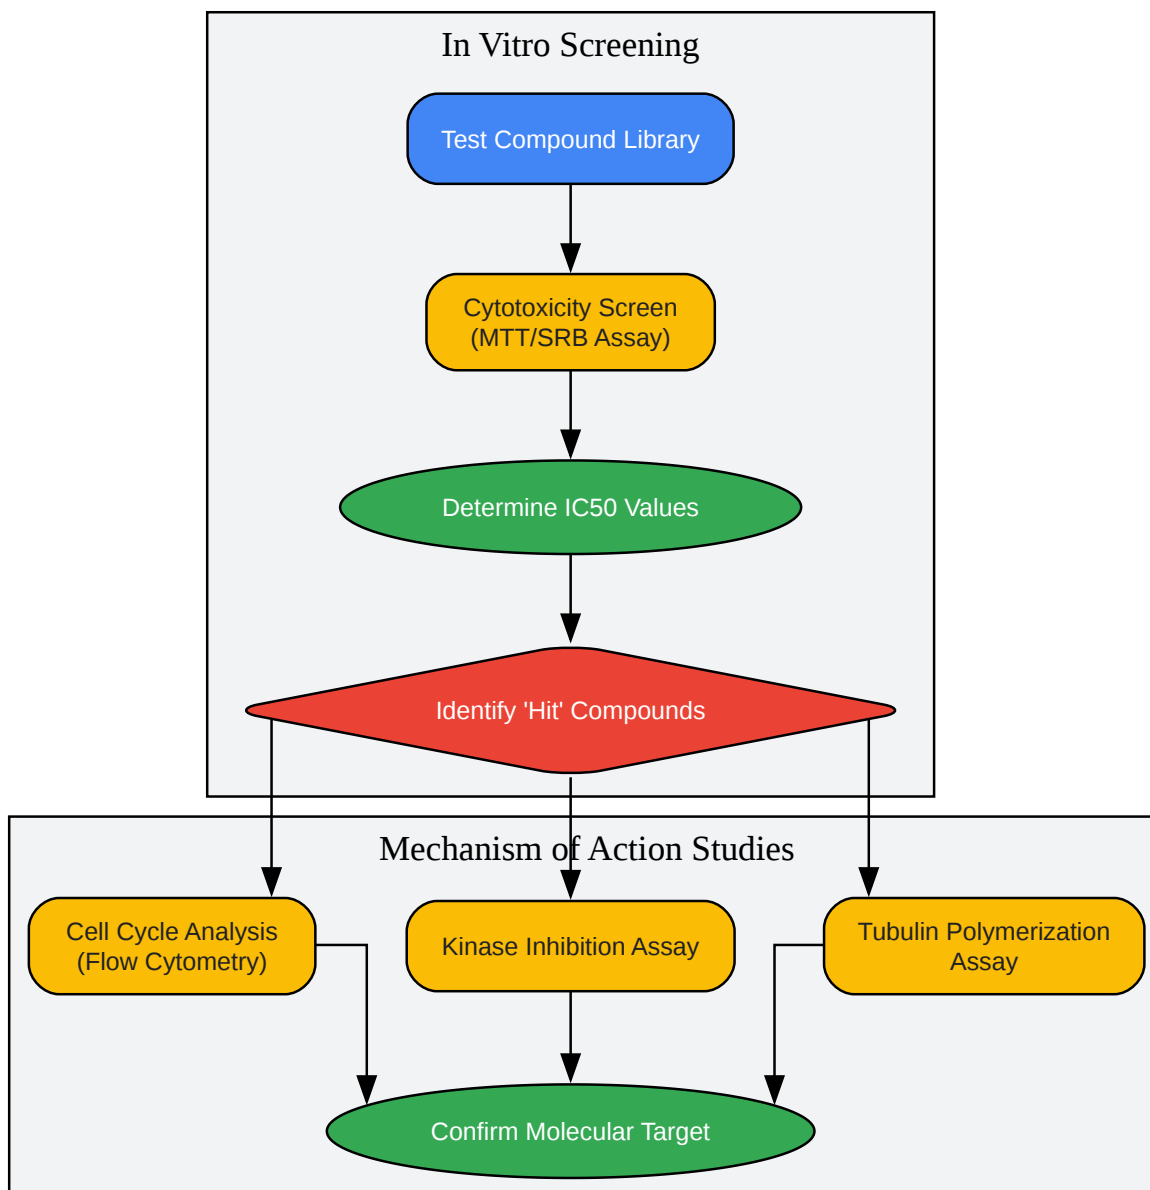 In Vitro Screening
Test Compound Library
Cytotoxicity Screen
(MTT/SRB Assay)
Determine IC50 Values
Identify 'Hit' Compounds
Mechanism of Action Studies
Cell Cycle Analysis
(Flow Cytometry)
Kinase Inhibition Assay
Tubulin Polymerization
Assay
Confirm Molecular Target